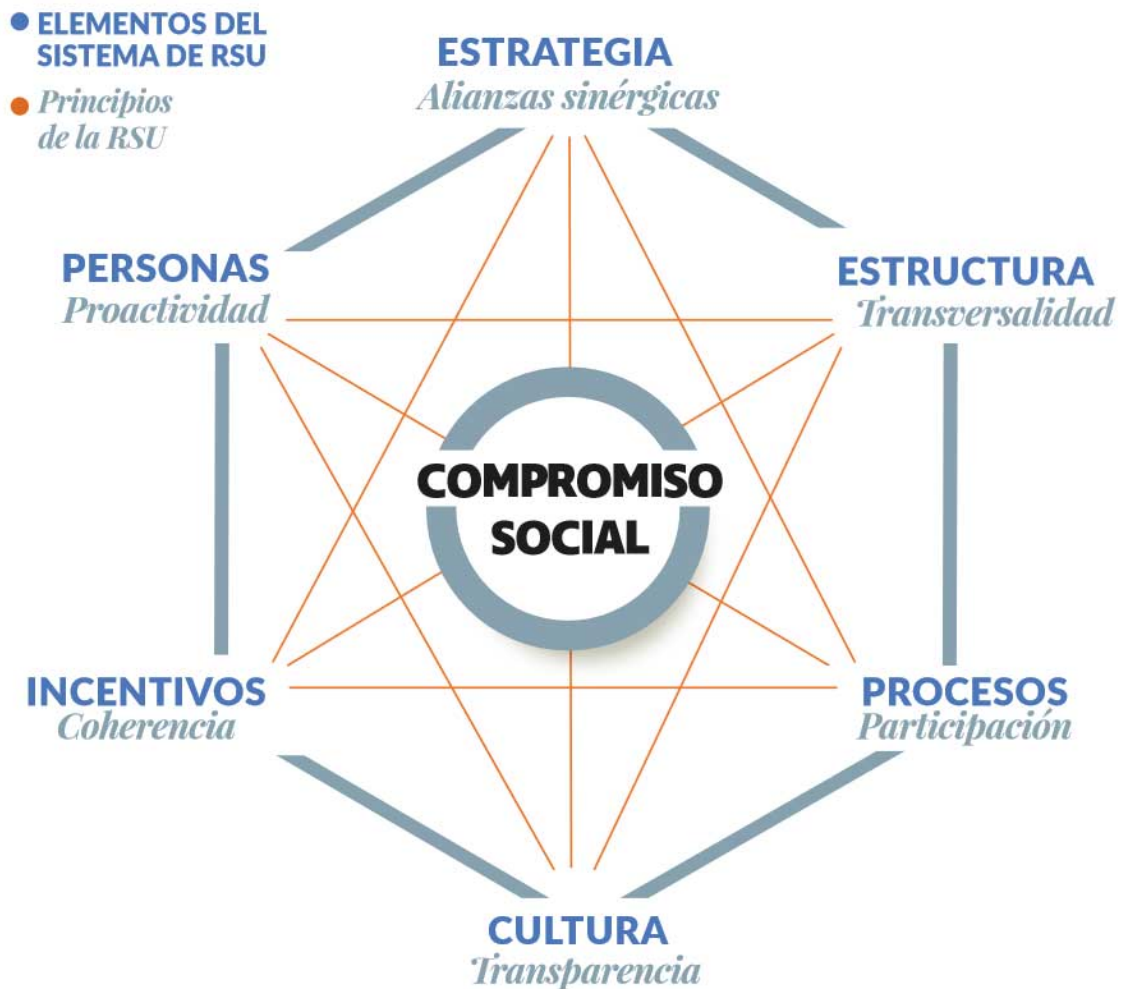 ELEMENTOS DEL
SISTEMA DE RSU
Principios
de la RSU
ESTRATEGIA
Alianzas sinérgicas
PERSONAS
Proactividad
ESTRUCTURA
Transversalidad
COMPROMISO
SOCIAL
INCENTIVOS
Coherencia
PROCESOS
Participación
CULTURA
Transparencia